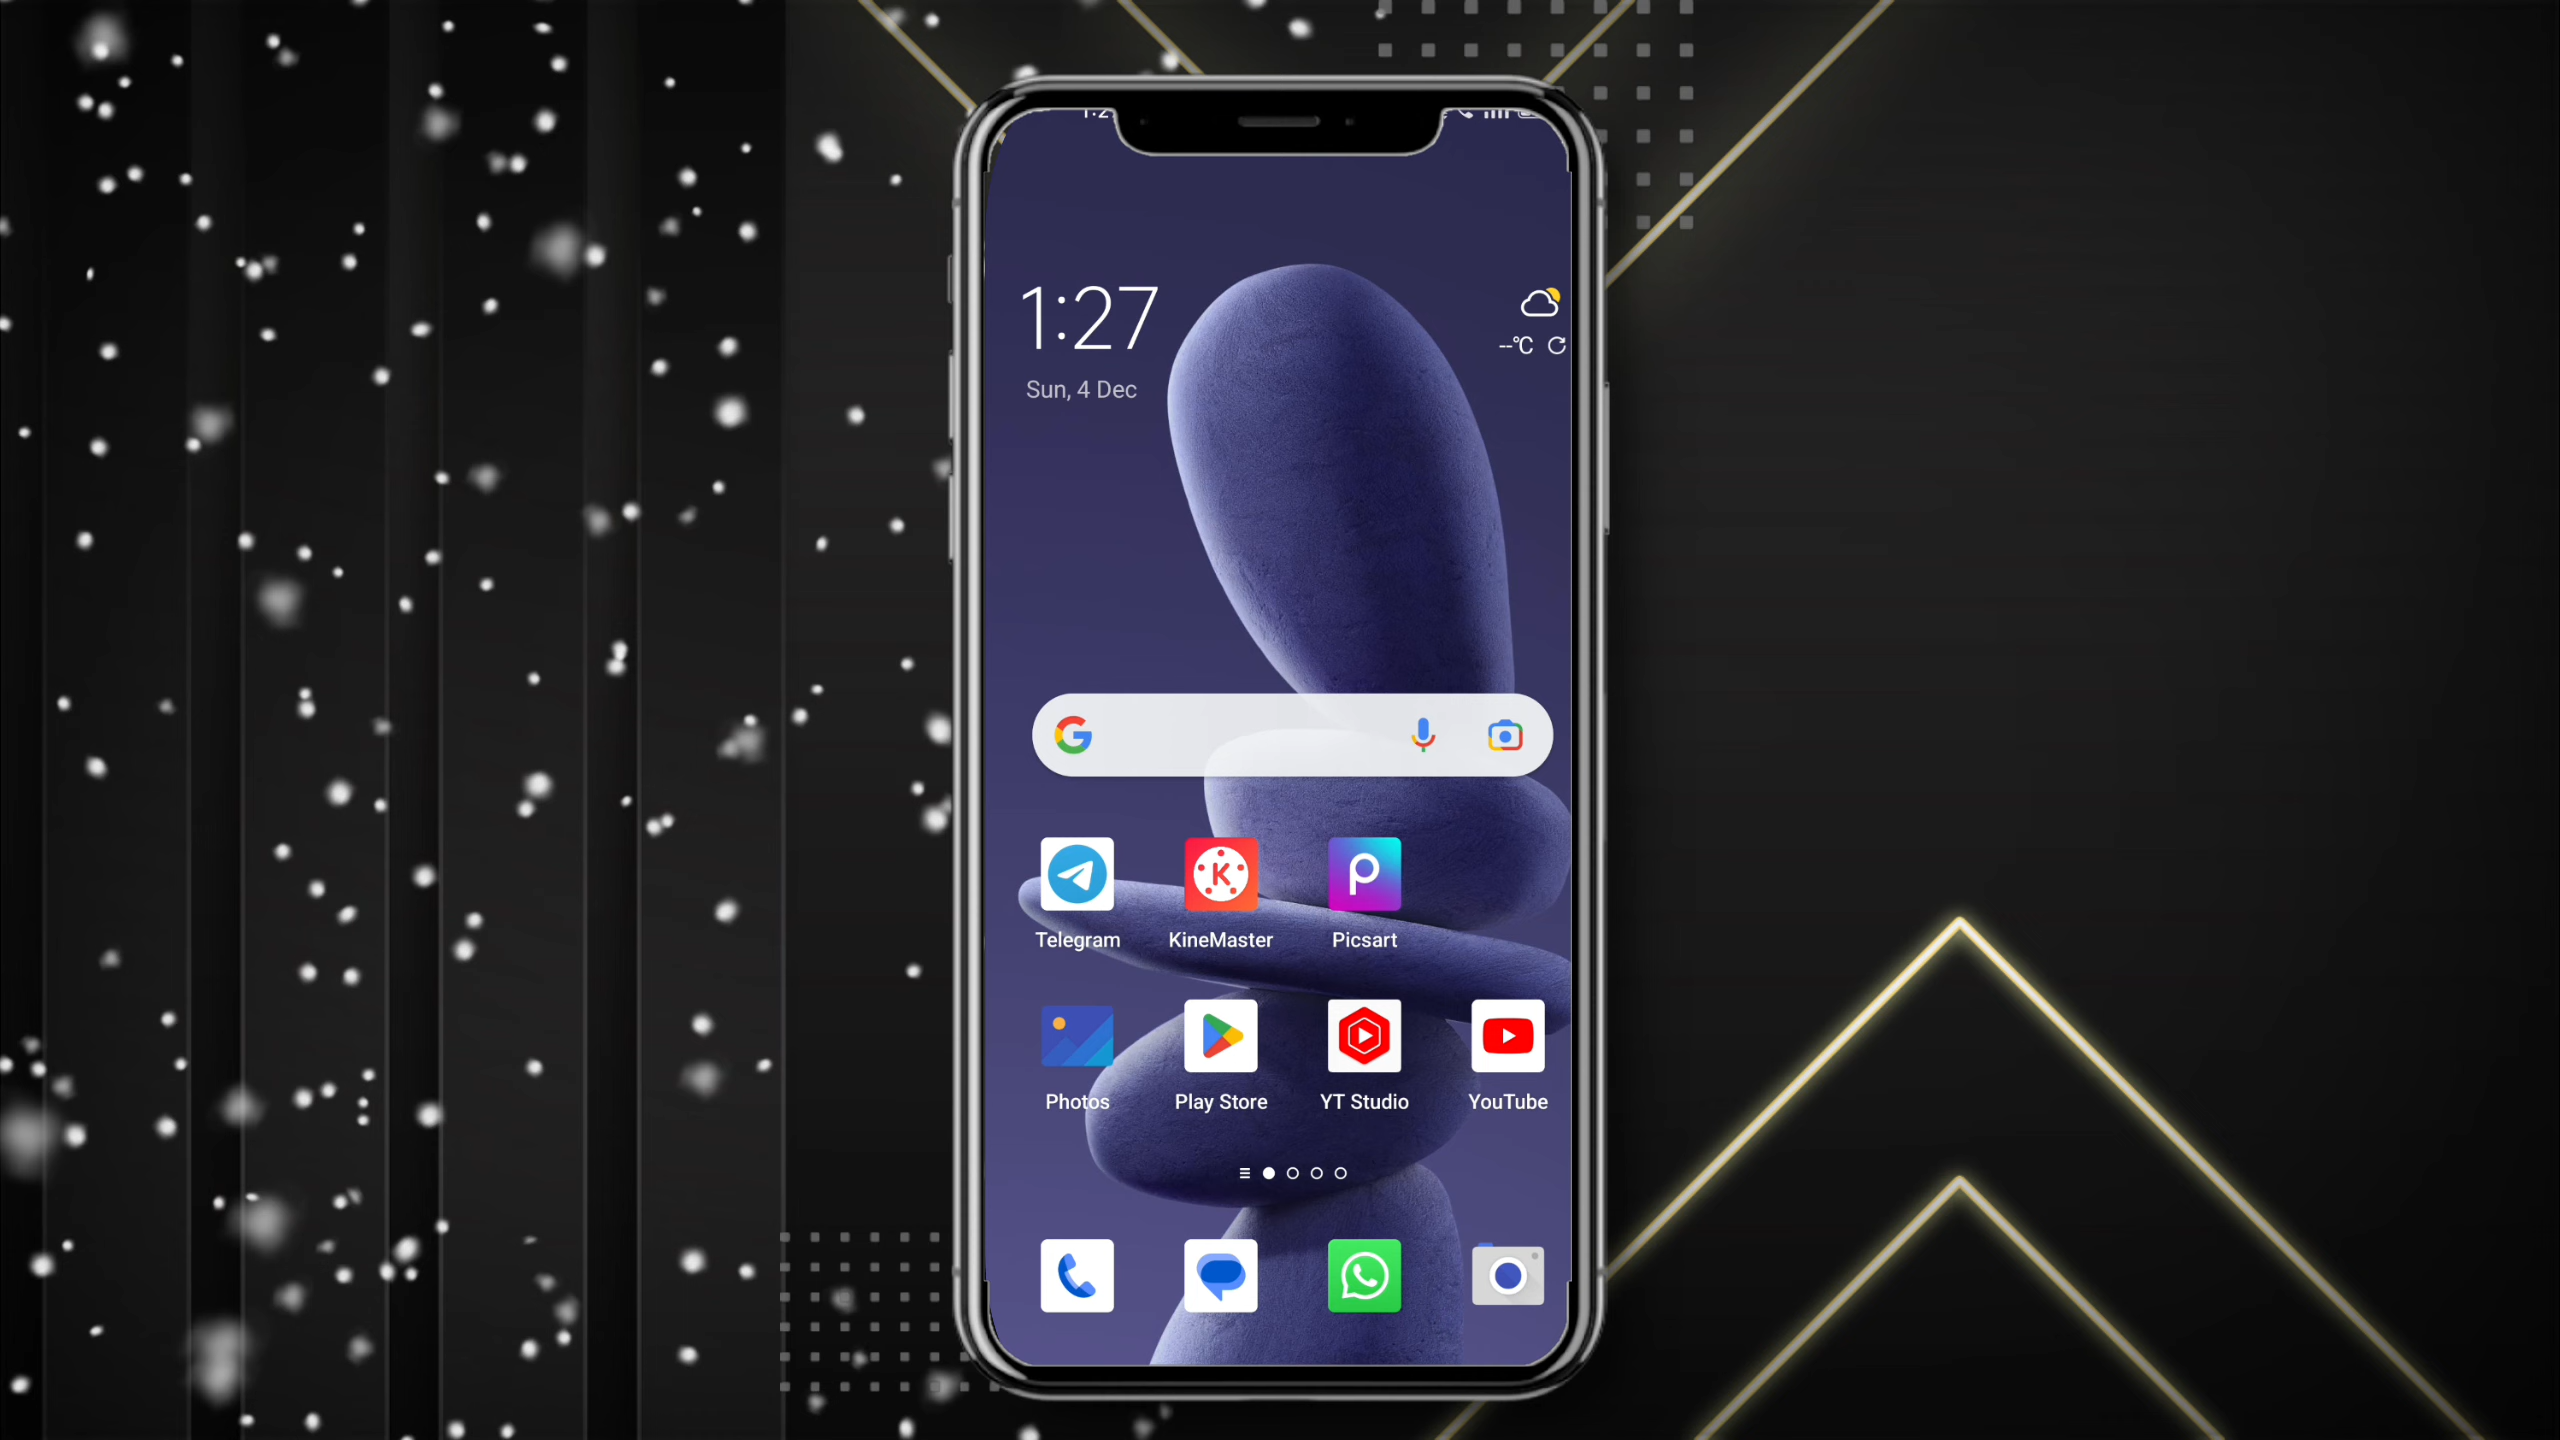 1:27
Sun, 4 Dec
--°C
Telegram KineMaster Picsart
Photos Play Store YT Studio YouTube